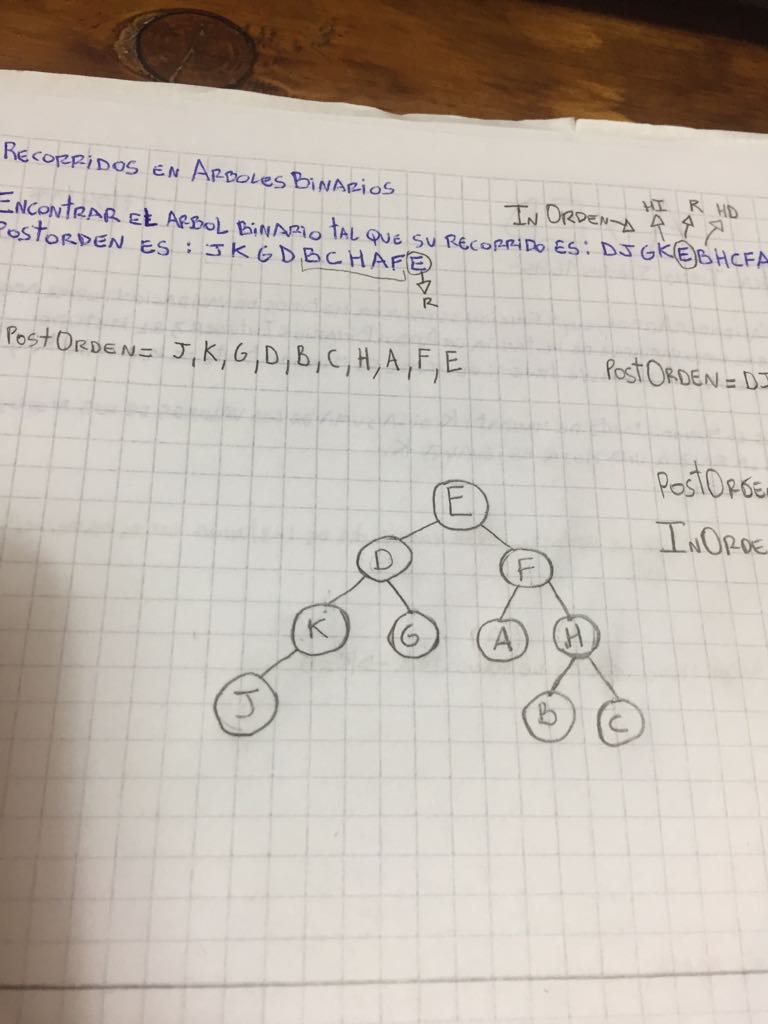 RECORRIDOS EN ARBOLES BINARIOS
HI R HD
IN ORDEN
ENCONTRAR EL ARBOL BINARIO TAL QUE SU RECORRIDO ES: DJGKEBHCFA
POSTORDEN ES: JKGDBCHAFE
R
POSTORDEN = J, K, G, D, B, C, H, A, F, E
POSTORDEN = DJ
POSTORDE
INORDE
E
D F
K G A H
J B C